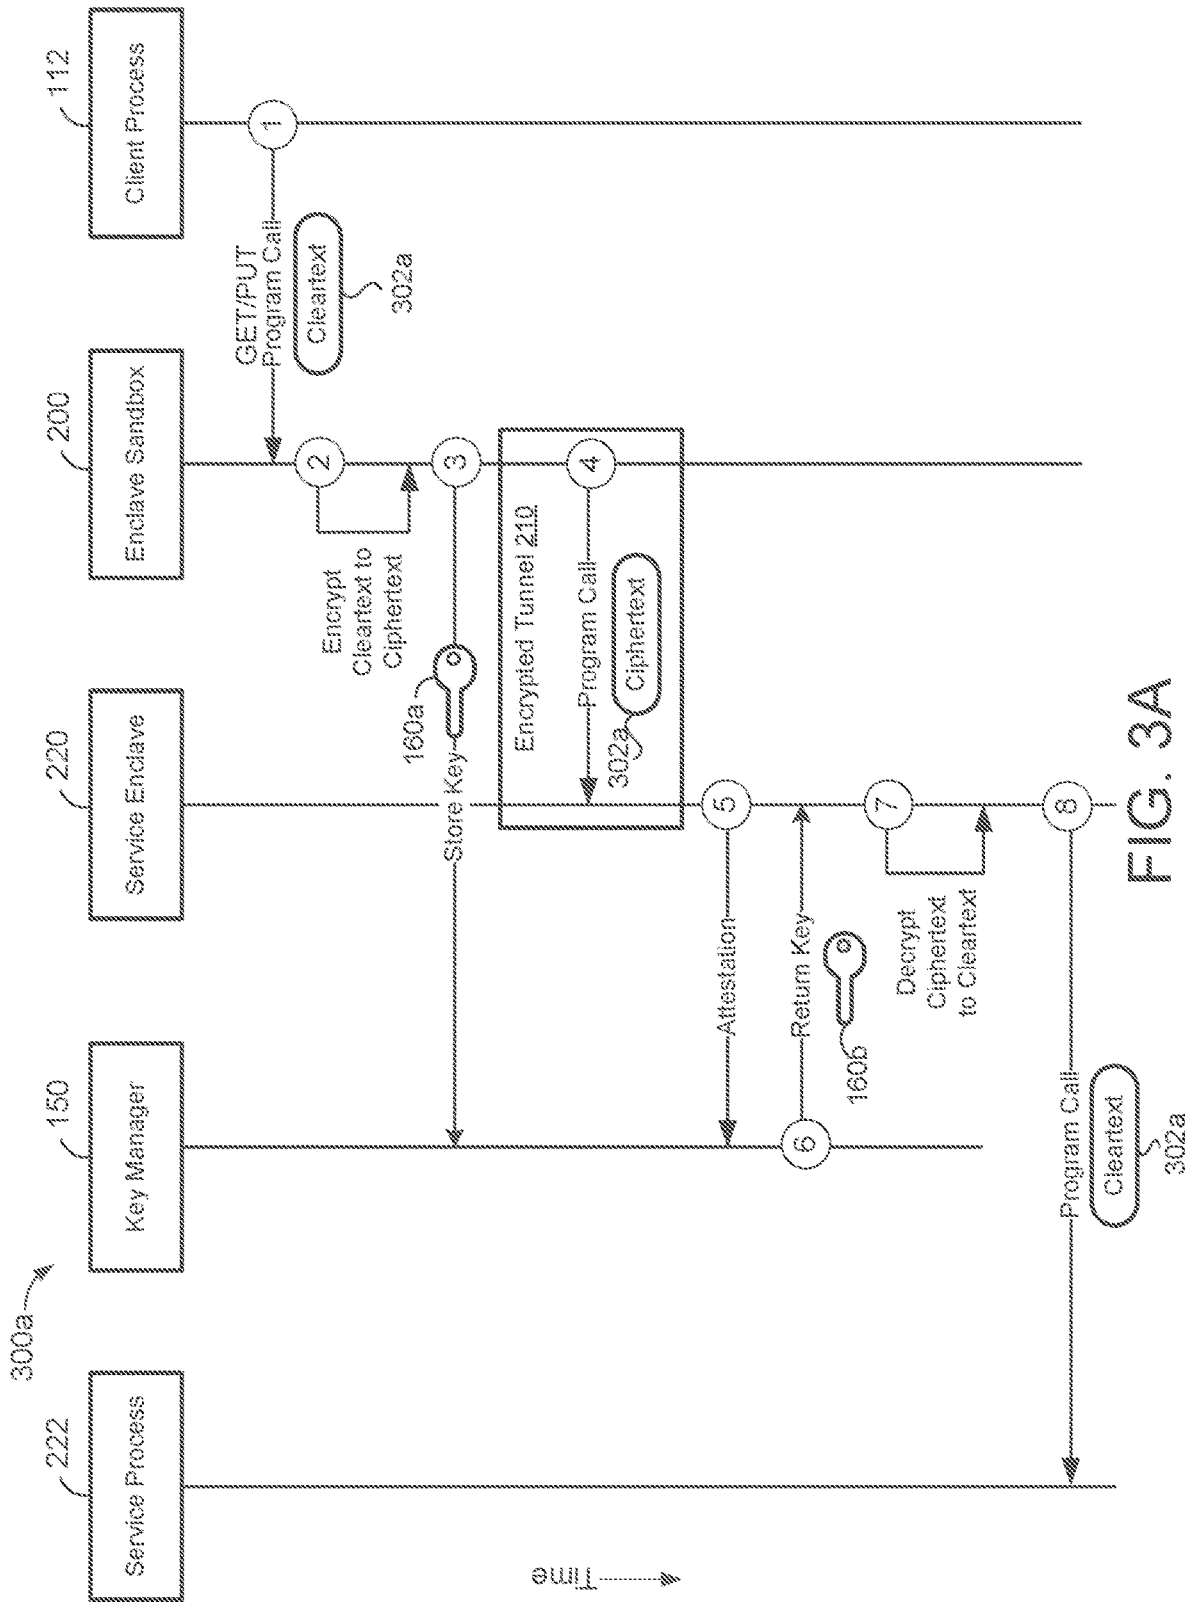 300a
222
Service Process
150
Key Manager
220
Service Enclave
200
Enclave Sandbox
112
Client Process
Time
1
GET/PUT
Program Call
Cleartext
302a
2
Encrypt
Cleartext to
Ciphertext
3
160a
Store Key
Encrypted Tunnel 210
4
Program Call
Ciphertext
302a
5
Attestation
6
Return Key
160b
7
Decrypt
Ciphertext
to Cleartext
8
Program Call
Cleartext
302a
FIG. 3A